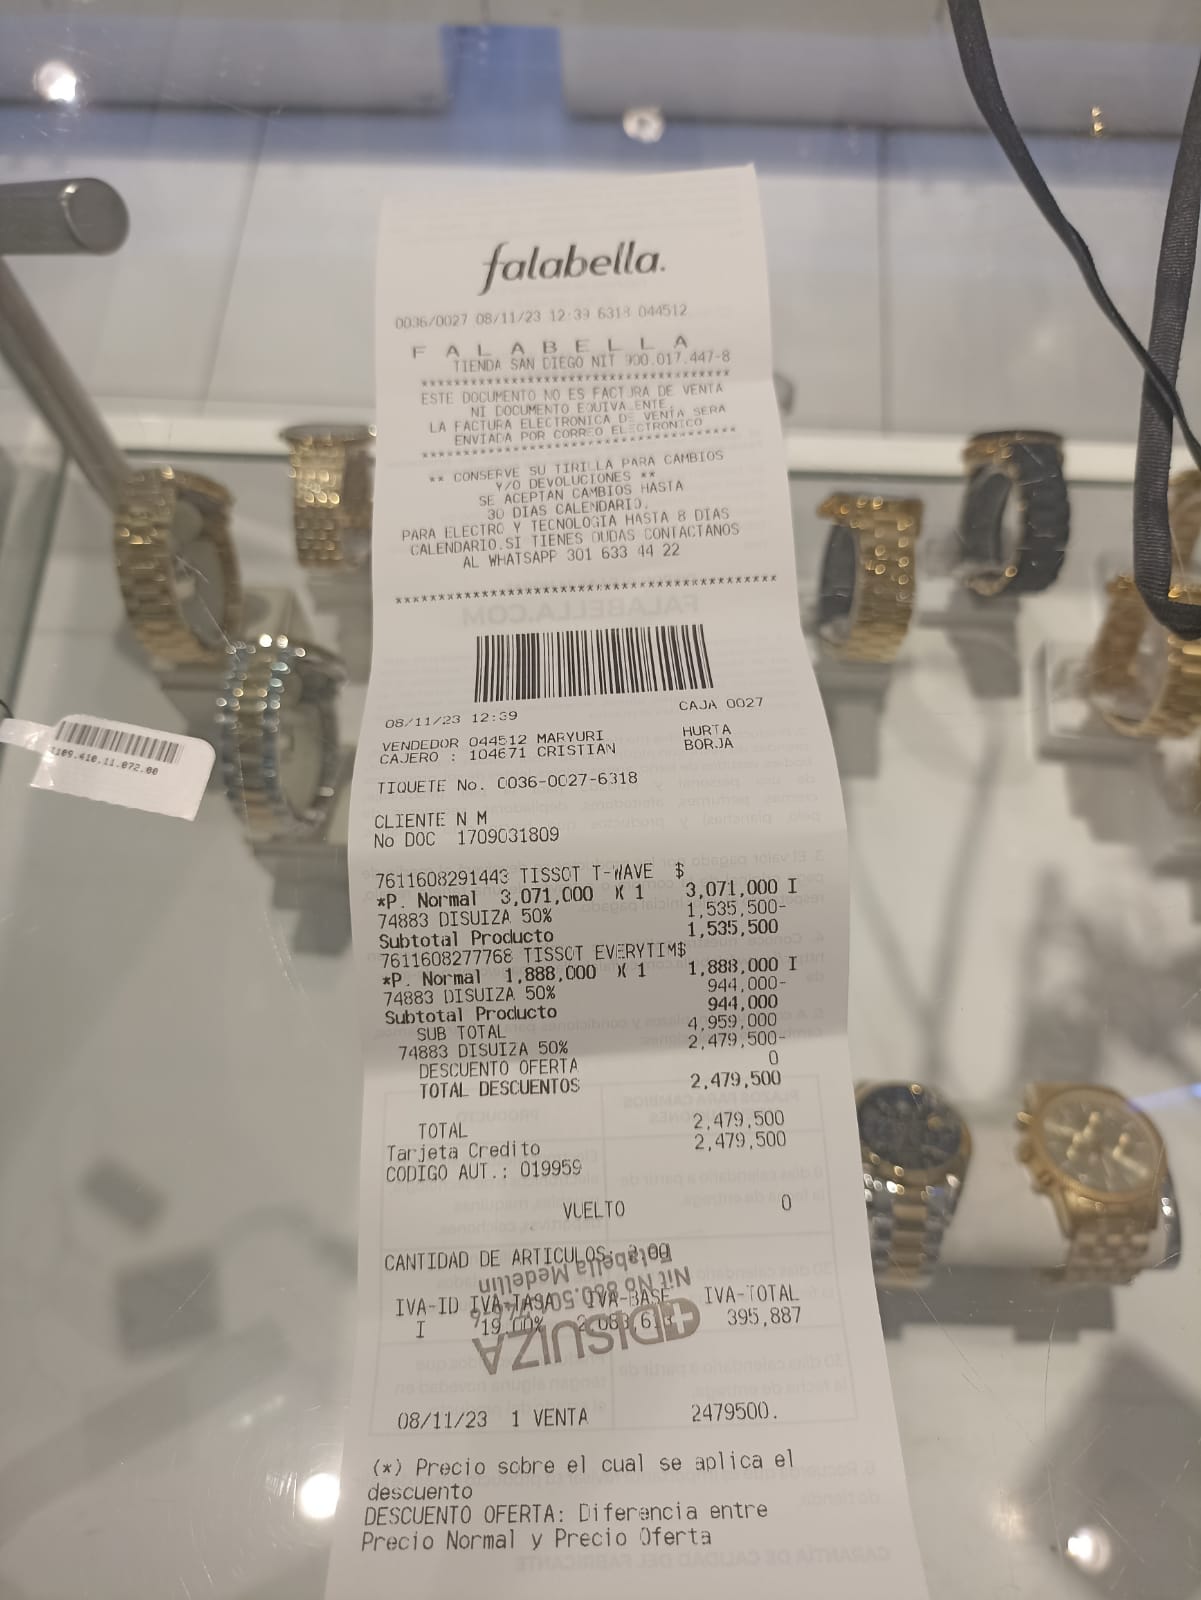 falabella.
0036/0027 08/11/23 12:39 6318 044512
F A L A B E L L A
TIENDA SAN DIEGO NIT 900.017.447-8
****************************************
ESTE DOCUMENTO NO ES FACTURA DE VENTA
NI DOCUMENTO EQUIVALENTE.
LA FACTURA ELECTRONICA DE VENTA SERA
ENVIADA POR CORREO ELECTRONICO
****************************************
** CONSERVE SU TIRILLA PARA CAMBIOS
Y/O DEVOLUCIONES **
SE ACEPTAN CAMBIOS HASTA
30 DIAS CALENDARIO.
PARA ELECTRO Y TECNOLOGIA HASTA 8 DIAS
CALENDARIO.SI TIENES DUDAS CONTACTANOS
AL WHATSAPP 301 633 44 22
****************************************
FALABELLA.COM
08/11/23 12:39 CAJA 0027
VENDEDOR 044512 MARYURI HURTA
CAJERO : 104671 CRISTIAN BORJA
TIQUETE No. 0036-0027-6318
CLIENTE N M
No DOC 1709031809
7611608291443 TISSOT T-WAVE $
*P. Normal 3,071,000 X 1 3,071,000 I
74883 DISUIZA 50% 1,535,500-
Subtotal Producto 1,535,500
7611608277768 TISSOT EVERYTIM$
*P. Normal 1,888,000 X 1 1,888,000 I
74883 DISUIZA 50% 944,000-
Subtotal Producto 944,000
SUB TOTAL 4,959,000
74883 DISUIZA 50% 2,479,500-
DESCUENTO OFERTA 0
TOTAL DESCUENTOS 2,479,500
TOTAL 2,479,500
Tarjeta Credito 2,479,500
CODIGO AUT.: 019959
VUELTO 0
CANTIDAD DE ARTICULOS: 2.00
IVA-ID IVA-TASA IVA-BASE IVA-TOTAL
I 19.00% 395,887
DISUIZA
Nit No
Falabella Medellin
08/11/23 1 VENTA 2479500.
(*) Precio sobre el cual se aplica el
descuento
DESCUENTO OFERTA: Diferencia entre
Precio Normal y Precio Oferta